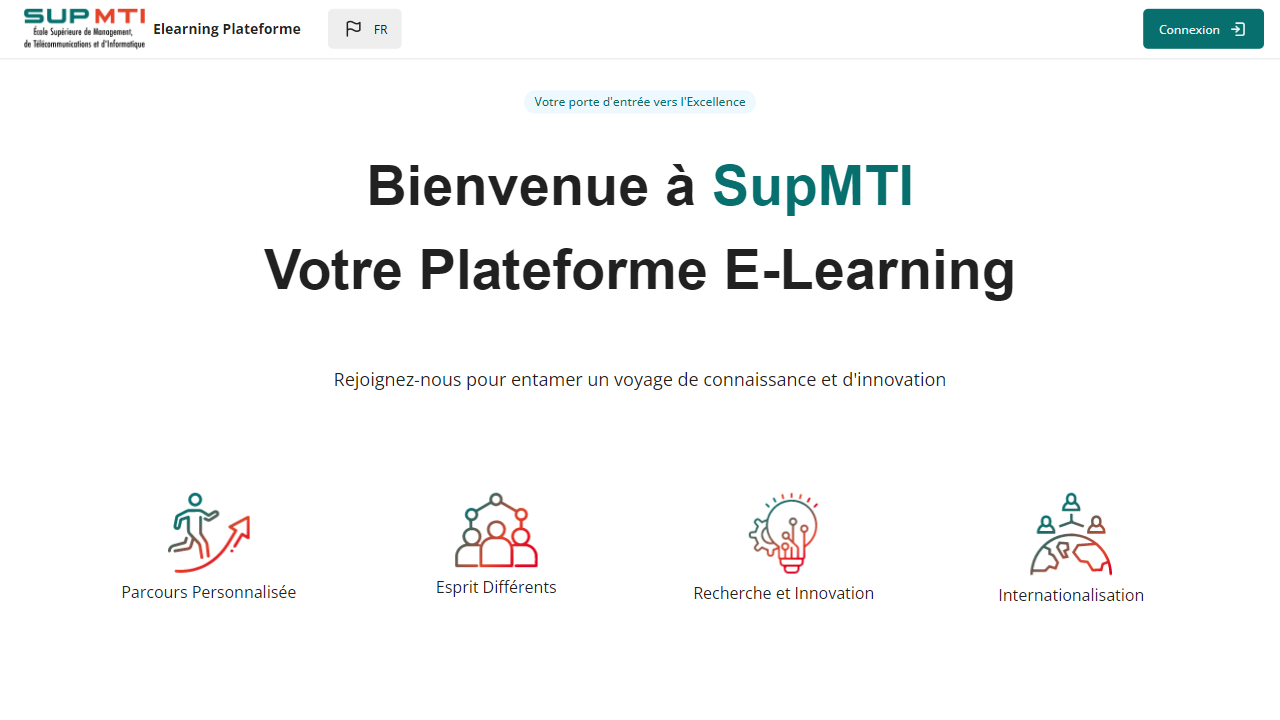 SUP MTI
École Supérieure de Management,
de Télécommunications et d'Informatique
Elearning Plateforme
FR
Connexion
Votre porte d'entrée vers l'Excellence
Bienvenue à SupMTI
Votre Plateforme E-Learning
Rejoignez-nous pour entamer un voyage de connaissance et d'innovation
Parcours Personnalisée
Esprit Différents
Recherche et Innovation
Internationalisation